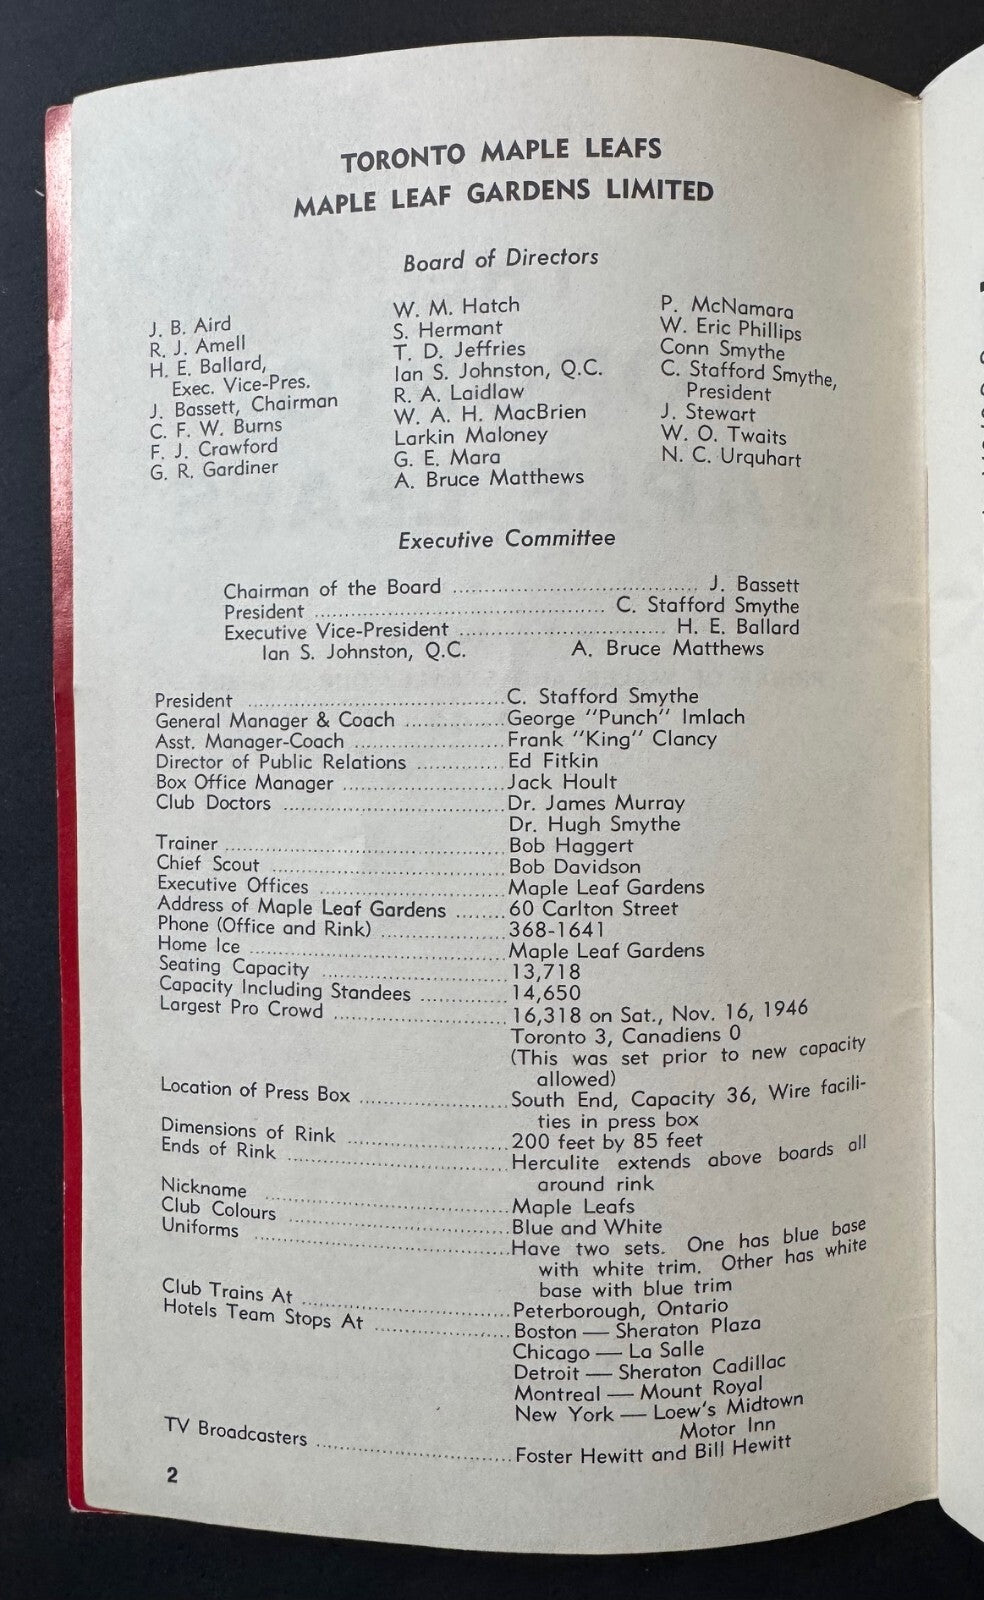 TORONTO MAPLE LEAFS
MAPLE LEAF GARDENS LIMITED
Board of Directors
J. B. Aird
R. J. Amell
H. E. Ballard,
Exec. Vice-Pres.
J. Bassett, Chairman
C. F. W. Burns
F. J. Crawford
G. R. Gardiner
W. M. Hatch
S. Hermant
T. D. Jeffries
Ian S. Johnston, Q.C.
R. A. Laidlaw
W. A. H. MacBrien
Larkin Maloney
G. E. Mara
A. Bruce Matthews
P. McNamara
W. Eric Phillips
Conn Smythe
C. Stafford Smythe,
President
J. Stewart
W. O. Twaits
N. C. Urquhart
Executive Committee
Chairman of the Board ........ J. Bassett
President ........ C. Stafford Smythe
Executive Vice-President ........ H. E. Ballard
Ian S. Johnston, Q.C. A. Bruce Matthews
President ........ C. Stafford Smythe
General Manager & Coach ........ George "Punch" Imlach
Asst. Manager-Coach ........ Frank "King" Clancy
Director of Public Relations ........ Ed Fitkin
Box Office Manager ........ Jack Hoult
Club Doctors ........ Dr. James Murray
Dr. Hugh Smythe
Trainer ........ Bob Haggert
Chief Scout ........ Bob Davidson
Executive Offices ........ Maple Leaf Gardens
Address of Maple Leaf Gardens ........ 60 Carlton Street
Phone (Office and Rink) ........ 368-1641
Home Ice ........ Maple Leaf Gardens
Seating Capacity ........ 13,718
Capacity Including Standees ........ 14,650
Largest Pro Crowd ........ 16,318 on Sat., Nov. 16, 1946
Toronto 3, Canadiens 0
(This was set prior to new capacity
allowed)
Location of Press Box ........ South End, Capacity 36, Wire facili-
ties in press box
Dimensions of Rink ........ 200 feet by 85 feet
Ends of Rink ........ Herculite extends above boards all
around rink
Nickname ........ Maple Leafs
Club Colours ........ Blue and White
Uniforms ........ Have two sets. One has blue base
with white trim. Other has white
base with blue trim
Club Trains At ........ Peterborough, Ontario
Hotels Team Stops At ........ Boston — Sheraton Plaza
Chicago — La Salle
Detroit — Sheraton Cadillac
Montreal — Mount Royal
New York — Loew's Midtown
Motor Inn
TV Broadcasters ........ Foster Hewitt and Bill Hewitt
2